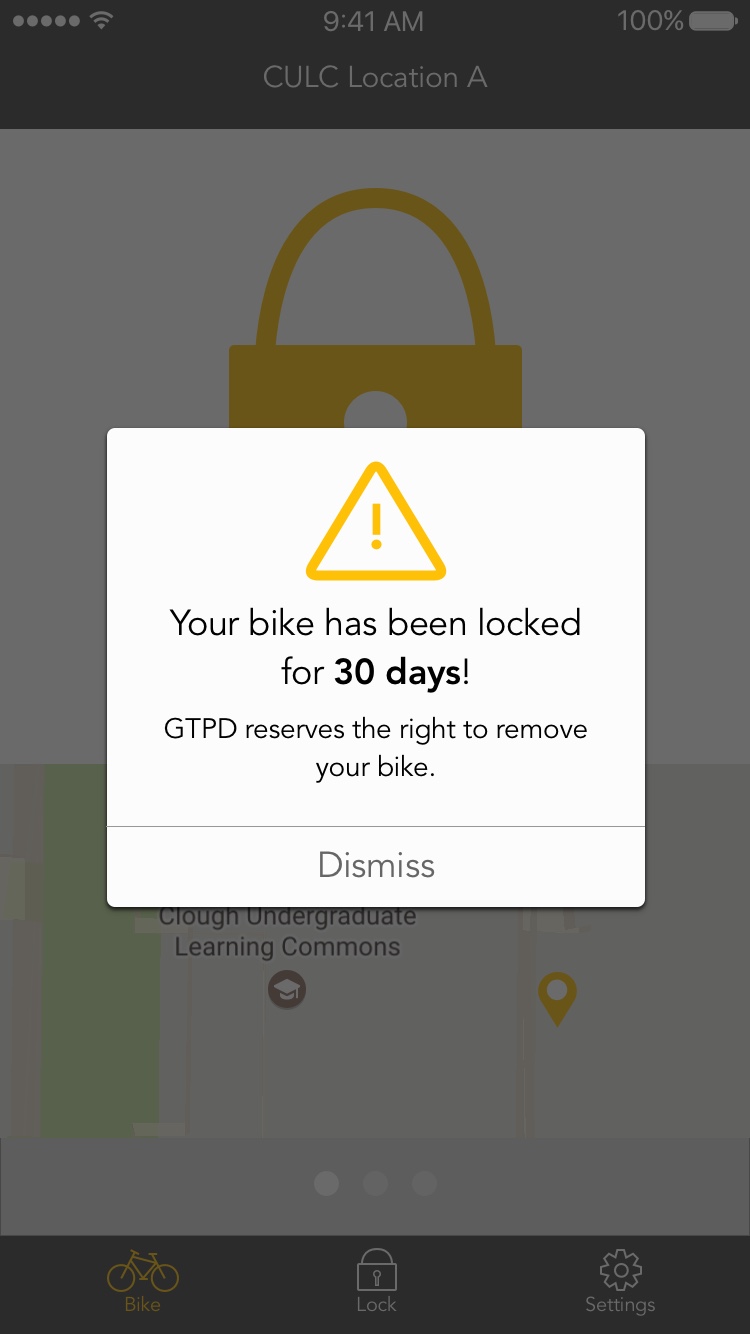 9:41 AM 100%
CULC Location A
!
Your bike has been locked
for 30 days!
GTPD reserves the right to remove
your bike.
Dismiss
Clough Undergraduate
Learning Commons
Bike Lock Settings